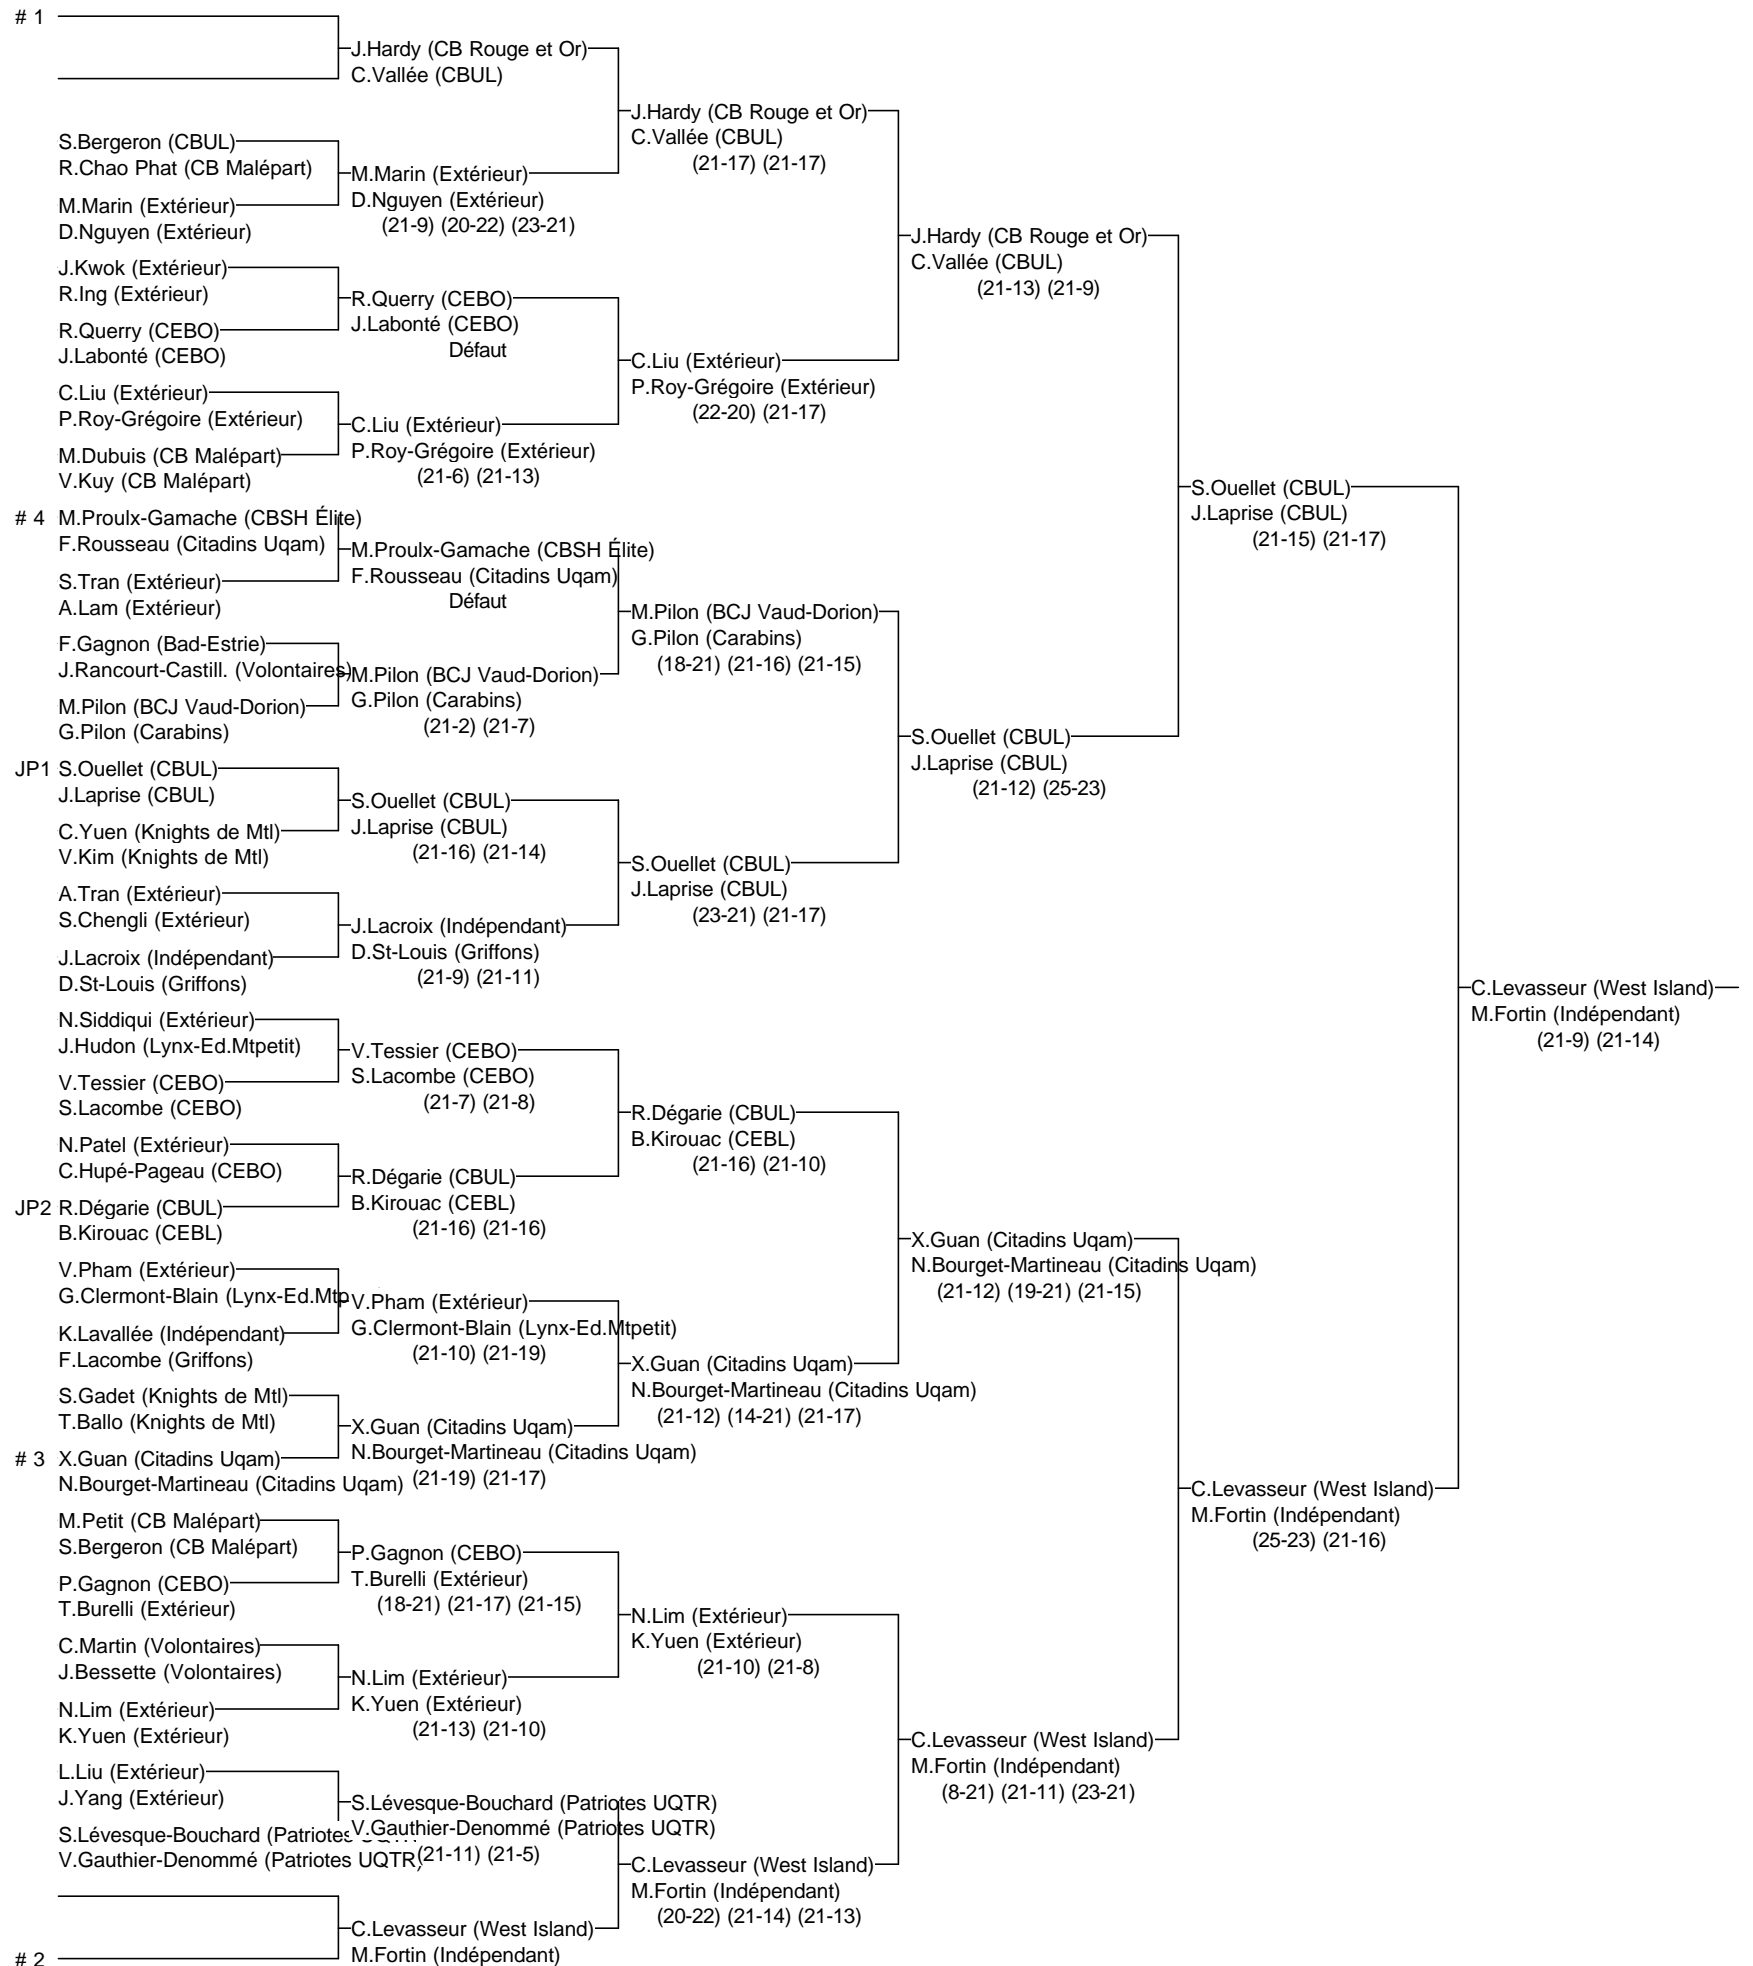 # 1
J.Hardy (CB Rouge et Or)
C.Vallée (CBUL)
S.Bergeron (CBUL)
R.Chao Phat (CB Malépart)
M.Marin (Extérieur)
D.Nguyen (Extérieur)
M.Marin (Extérieur)
D.Nguyen (Extérieur)
(21-9) (20-22) (23-21)
J.Hardy (CB Rouge et Or)
C.Vallée (CBUL)
(21-17) (21-17)
J.Kwok (Extérieur)
R.Ing (Extérieur)
R.Querry (CEBO)
J.Labonté (CEBO)
R.Querry (CEBO)
J.Labonté (CEBO)
Défaut
C.Liu (Extérieur)
P.Roy-Grégoire (Extérieur)
M.Dubuis (CB Malépart)
V.Kuy (CB Malépart)
C.Liu (Extérieur)
P.Roy-Grégoire (Extérieur)
(21-6) (21-13)
C.Liu (Extérieur)
P.Roy-Grégoire (Extérieur)
(22-20) (21-17)
J.Hardy (CB Rouge et Or)
C.Vallée (CBUL)
(21-13) (21-9)
# 4 M.Proulx-Gamache (CBSH Élite)
F.Rousseau (Citadins Uqam)
S.Tran (Extérieur)
A.Lam (Extérieur)
M.Proulx-Gamache (CBSH Élite)
F.Rousseau (Citadins Uqam)
Défaut
F.Gagnon (Bad-Estrie)
J.Rancourt-Castill. (Volontaires)
M.Pilon (BCJ Vaud-Dorion)
G.Pilon (Carabins)
M.Pilon (BCJ Vaud-Dorion)
G.Pilon (Carabins)
(21-2) (21-7)
M.Pilon (BCJ Vaud-Dorion)
G.Pilon (Carabins)
(18-21) (21-16) (21-15)
JP1 S.Ouellet (CBUL)
J.Laprise (CBUL)
C.Yuen (Knights de Mtl)
V.Kim (Knights de Mtl)
S.Ouellet (CBUL)
J.Laprise (CBUL)
(21-16) (21-14)
A.Tran (Extérieur)
S.Chengli (Extérieur)
J.Lacroix (Indépendant)
D.St-Louis (Griffons)
J.Lacroix (Indépendant)
D.St-Louis (Griffons)
(21-9) (21-11)
S.Ouellet (CBUL)
J.Laprise (CBUL)
(23-21) (21-17)
S.Ouellet (CBUL)
J.Laprise (CBUL)
(21-12) (25-23)
S.Ouellet (CBUL)
J.Laprise (CBUL)
(21-15) (21-17)
N.Siddiqui (Extérieur)
J.Hudon (Lynx-Ed.Mtpetit)
V.Tessier (CEBO)
S.Lacombe (CEBO)
V.Tessier (CEBO)
S.Lacombe (CEBO)
(21-7) (21-8)
N.Patel (Extérieur)
C.Hupé-Pageau (CEBO)
JP2 R.Dégarie (CBUL)
B.Kirouac (CEBL)
R.Dégarie (CBUL)
B.Kirouac (CEBL)
(21-16) (21-16)
R.Dégarie (CBUL)
B.Kirouac (CEBL)
(21-16) (21-10)
V.Pham (Extérieur)
G.Clermont-Blain (Lynx-Ed.Mtp
K.Lavallée (Indépendant)
F.Lacombe (Griffons)
V.Pham (Extérieur)
G.Clermont-Blain (Lynx-Ed.Mtpetit)
(21-10) (21-19)
S.Gadet (Knights de Mtl)
T.Ballo (Knights de Mtl)
# 3 X.Guan (Citadins Uqam)
N.Bourget-Martineau (Citadins Uqam)
X.Guan (Citadins Uqam)
N.Bourget-Martineau (Citadins Uqam)
(21-19) (21-17)
X.Guan (Citadins Uqam)
N.Bourget-Martineau (Citadins Uqam)
(21-12) (14-21) (21-17)
X.Guan (Citadins Uqam)
N.Bourget-Martineau (Citadins Uqam)
(21-12) (19-21) (21-15)
M.Petit (CB Malépart)
S.Bergeron (CB Malépart)
P.Gagnon (CEBO)
T.Burelli (Extérieur)
P.Gagnon (CEBO)
T.Burelli (Extérieur)
(18-21) (21-17) (21-15)
C.Martin (Volontaires)
J.Bessette (Volontaires)
N.Lim (Extérieur)
K.Yuen (Extérieur)
N.Lim (Extérieur)
K.Yuen (Extérieur)
(21-13) (21-10)
N.Lim (Extérieur)
K.Yuen (Extérieur)
(21-10) (21-8)
L.Liu (Extérieur)
J.Yang (Extérieur)
S.Lévesque-Bouchard (Patriotes
V.Gauthier-Denommé (Patriotes UQTR)
S.Lévesque-Bouchard (Patriotes UQTR)
V.Gauthier-Denommé (Patriotes UQTR)
(21-11) (21-5)
# 2
C.Levasseur (West Island)
M.Fortin (Indépendant)
C.Levasseur (West Island)
M.Fortin (Indépendant)
(20-22) (21-14) (21-13)
C.Levasseur (West Island)
M.Fortin (Indépendant)
(8-21) (21-11) (23-21)
C.Levasseur (West Island)
M.Fortin (Indépendant)
(25-23) (21-16)
C.Levasseur (West Island)
M.Fortin (Indépendant)
(21-9) (21-14)